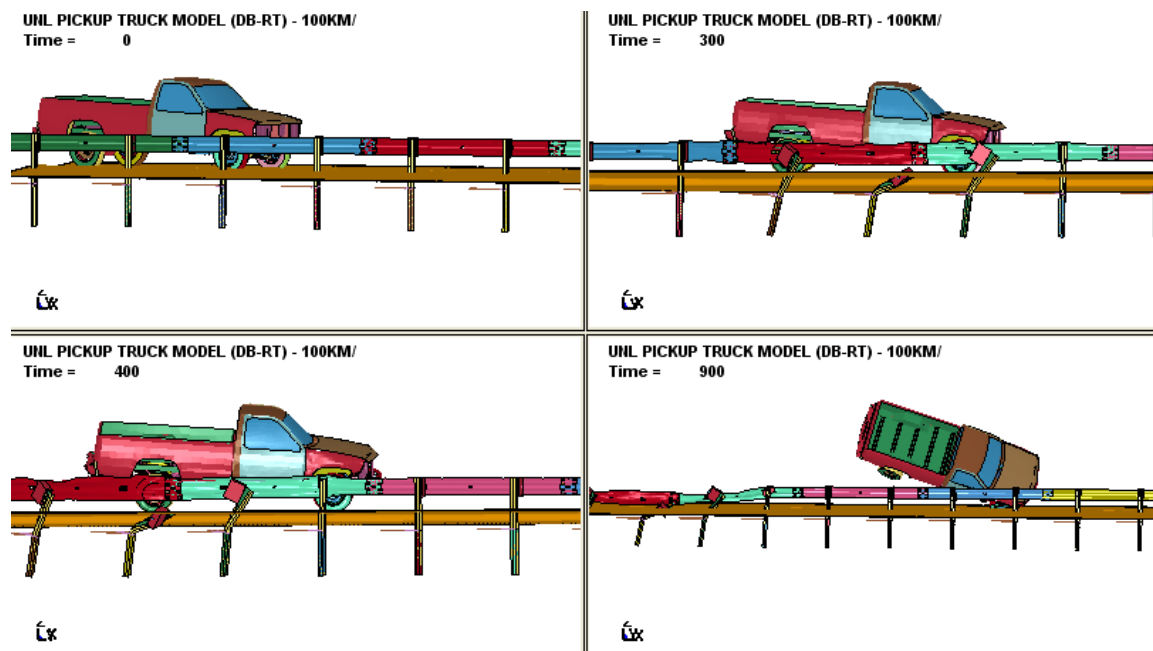 UNL PICKUP TRUCK MODEL (DB-RT) - 100KM/
Time = 0
UNL PICKUP TRUCK MODEL (DB-RT) - 100KM/
Time = 300
UNL PICKUP TRUCK MODEL (DB-RT) - 100KM/
Time = 400
UNL PICKUP TRUCK MODEL (DB-RT) - 100KM/
Time = 900